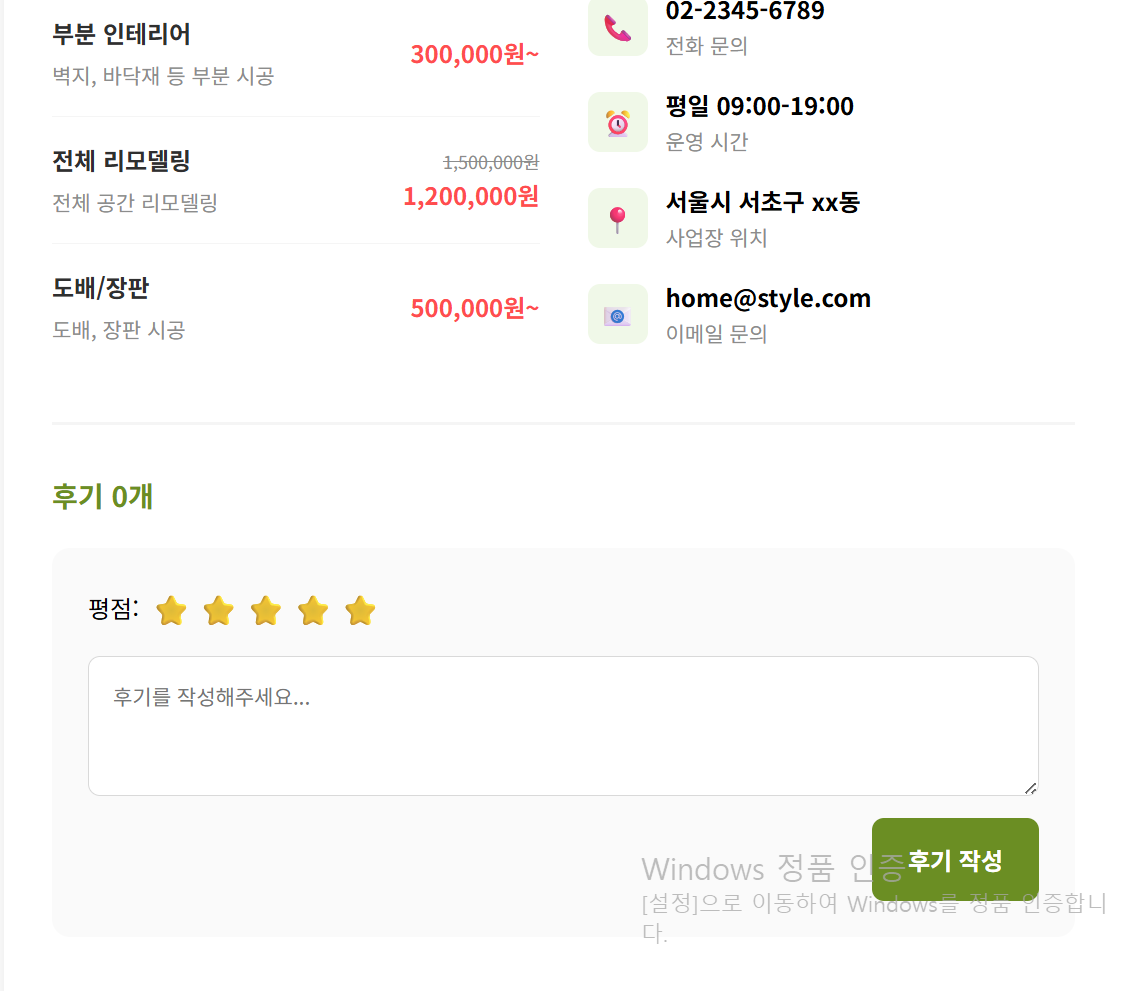 부분 인테리어
벽지, 바닥재 등 부분 시공
300,000원~
전체 리모델링
전체 공간 리모델링
1,500,000원
1,200,000원
도배/장판
도배, 장판 시공
500,000원~
02-2345-6789
전화 문의
평일 09:00-19:00
운영 시간
서울시 서초구 xx동
사업장 위치
home@style.com
이메일 문의
후기 0개
평점:
후기를 작성해주세요...
후기 작성
Windows 정품 인증
[설정]으로 이동하여 Windows를 정품 인증합니
다.